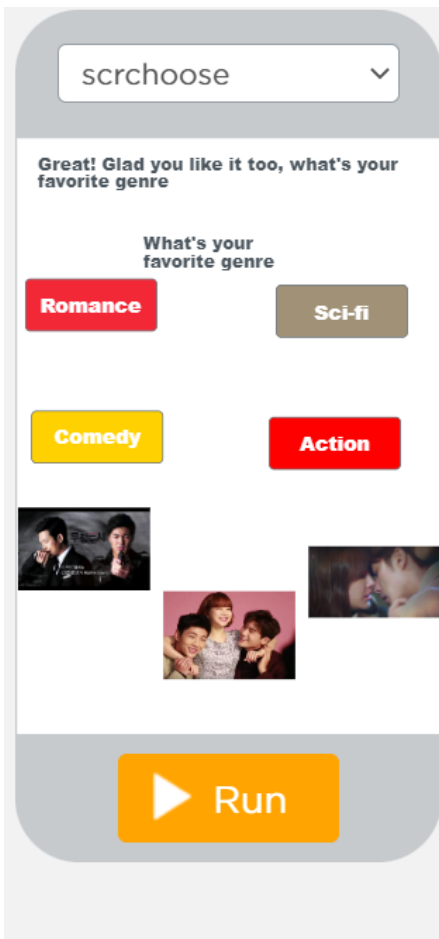 scrchoose
Great! Glad you like it too, what's your
favorite genre
What's your
favorite genre
Romance
Sci-fi
Comedy
Action
Run